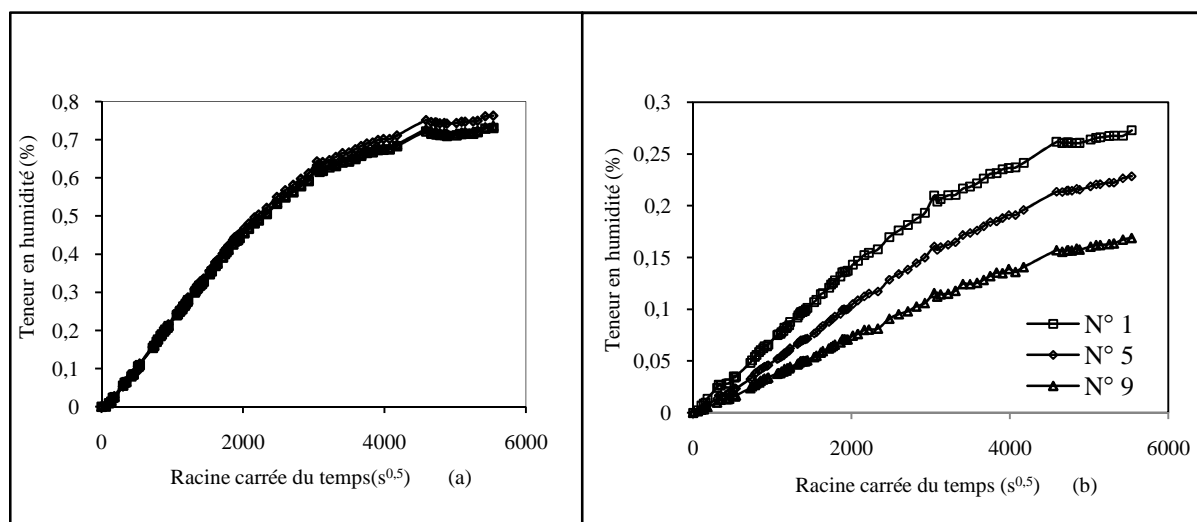 Teneur en humidité (%)
0,8
0,7
0,6
0,5
0,4
0,3
0,2
0,1
0
0 2000 4000 6000
Racine carrée du temps(s0,5) (a)
Teneur en humidité (%)
0,3
0,25
0,2
0,15
0,1
0,05
0
N° 1
N° 5
N° 9
0 2000 4000 6000
Racine carrée du temps (s0,5) (b)